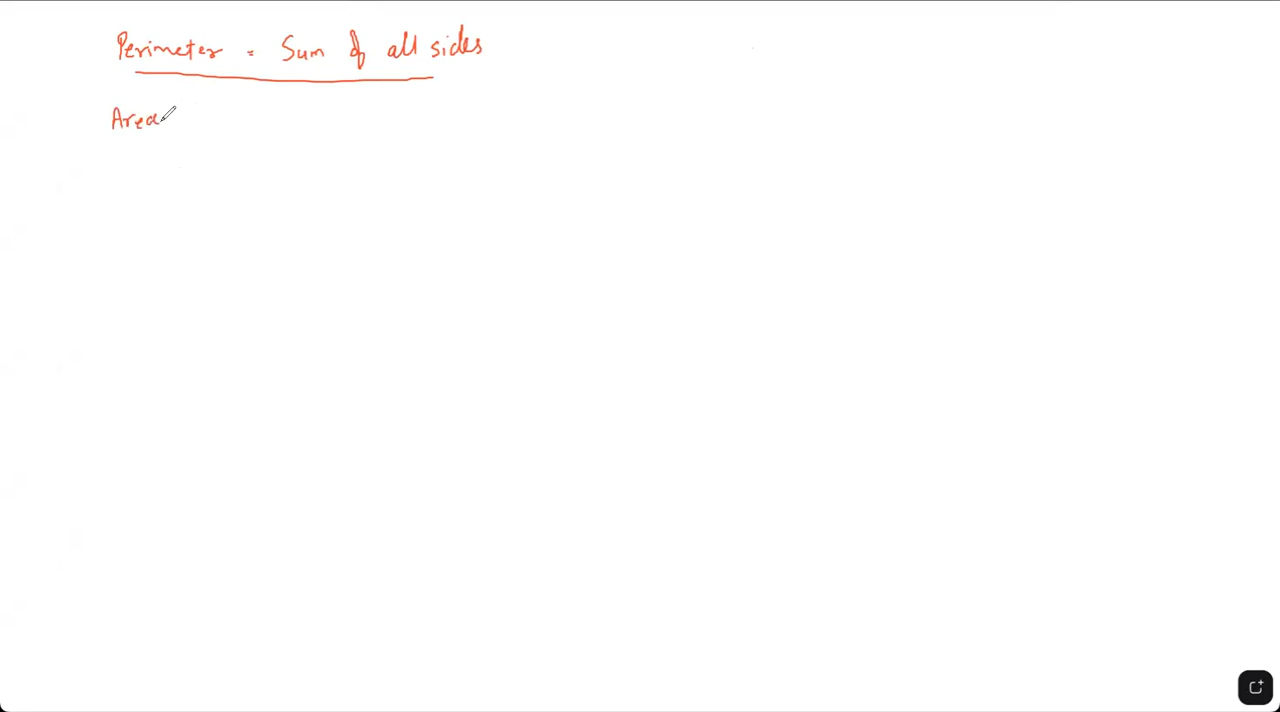 Perimeter = Sum of all sides
Area